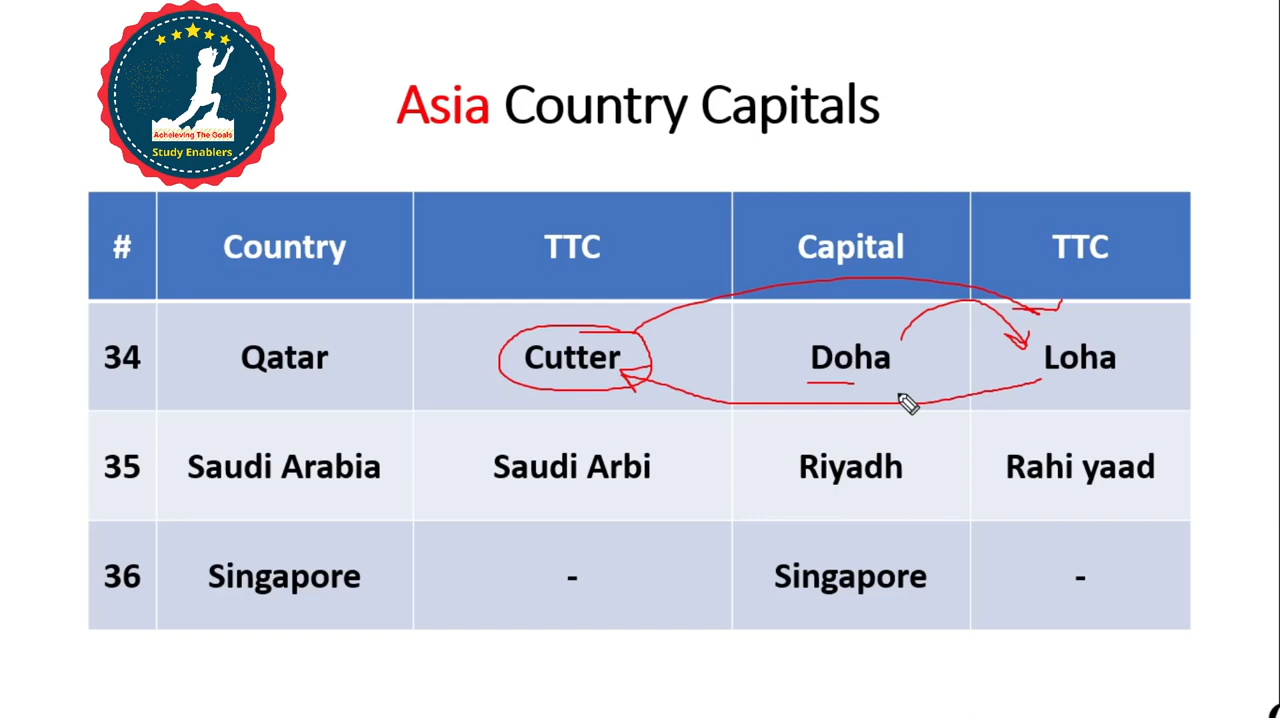 Acheleving The Goals
Study Enablers
Asia Country Capitals
# Country TTC Capital TTC
34 Qatar Cutter Doha Loha
35 Saudi Arabia Saudi Arbi Riyadh Rahi yaad
36 Singapore - Singapore -